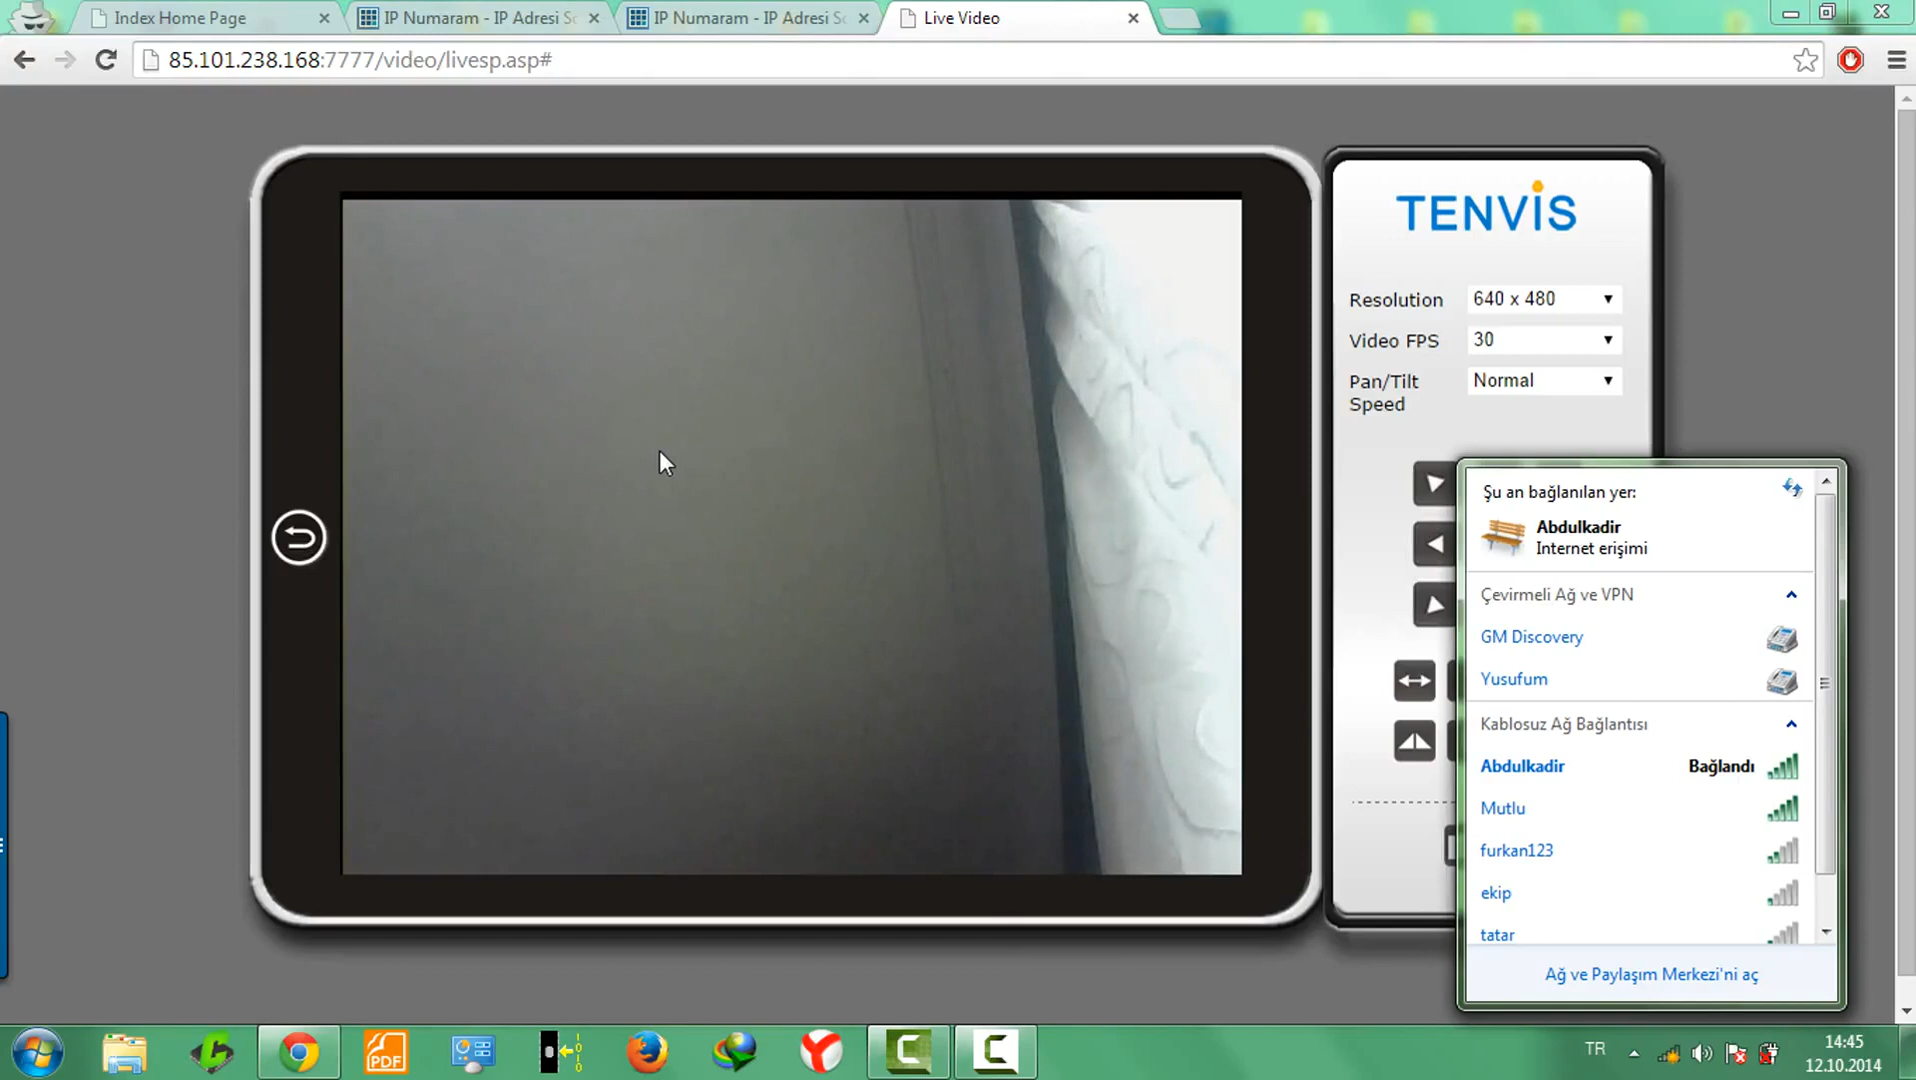 Index Home Page
IP Numaram - IP Adresi So
IP Numaram - IP Adresi So
Live Video
85.101.238.168:7777/video/livesp.asp#
TENVIS
Resolution 640 x 480
Video FPS 30
Pan/Tilt Speed Normal
Şu an bağlanılan yer:
Abdulkadir
Internet erişimi
Çevirmeli Ağ ve VPN
GM Discovery
Yusufum
Kablosuz Ağ Bağlantısı
Abdulkadir Bağlandı
Mutlu
furkan123
ekip
tatar
Ağ ve Paylaşım Merkezi'ni aç
PDF
TR
14:45
12.10.2014